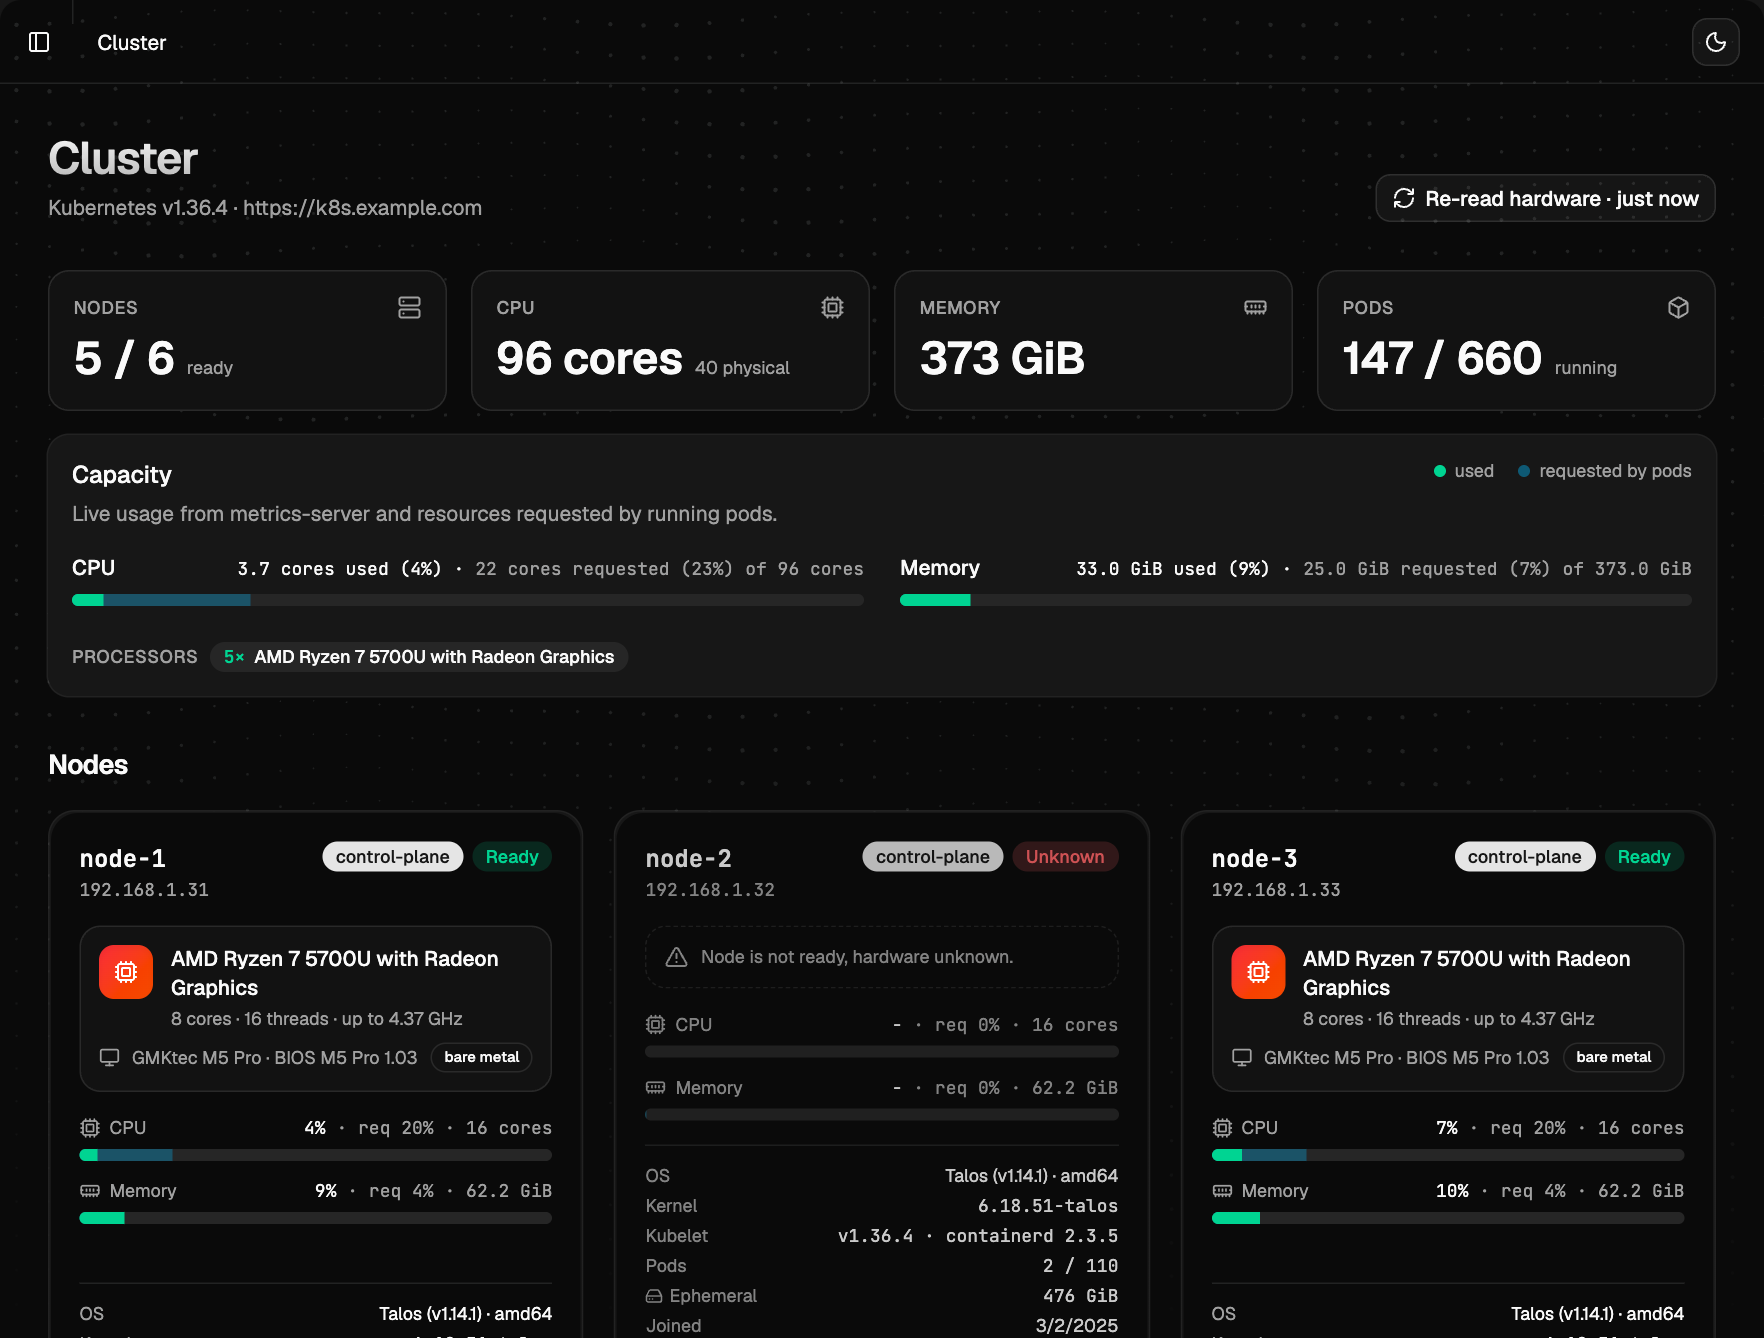 Cluster
Cluster
Kubernetes v1.36.4 · https://k8s.example.com
Re-read hardware · just now
NODES
5 / 6 ready
CPU
96 cores 40 physical
MEMORY
373 GiB
PODS
147 / 660 running
Capacity
used
requested by pods
Live usage from metrics-server and resources requested by running pods.
CPU
3.7 cores used (4%) · 22 cores requested (23%) of 96 cores
Memory
33.0 GiB used (9%) · 25.0 GiB requested (7%) of 373.0 GiB
PROCESSORS
5× AMD Ryzen 7 5700U with Radeon Graphics
Nodes
node-1
control-plane
Ready
192.168.1.31
AMD Ryzen 7 5700U with Radeon
Graphics
8 cores · 16 threads · up to 4.37 GHz
GMKtec M5 Pro · BIOS M5 Pro 1.03
bare metal
CPU
4% · req 20% · 16 cores
Memory
9% · req 4% · 62.2 GiB
OS
Talos (v1.14.1) · amd64
node-2
control-plane
Unknown
192.168.1.32
Node is not ready, hardware unknown.
CPU
- · req 0% · 16 cores
Memory
- · req 0% · 62.2 GiB
OS
Talos (v1.14.1) · amd64
Kernel
6.18.51-talos
Kubelet
v1.36.4 · containerd 2.3.5
Pods
2 / 110
Ephemeral
476 GiB
Joined
3/2/2025
node-3
control-plane
Ready
192.168.1.33
AMD Ryzen 7 5700U with Radeon
Graphics
8 cores · 16 threads · up to 4.37 GHz
GMKtec M5 Pro · BIOS M5 Pro 1.03
bare metal
CPU
7% · req 20% · 16 cores
Memory
10% · req 4% · 62.2 GiB
OS
Talos (v1.14.1) · amd64